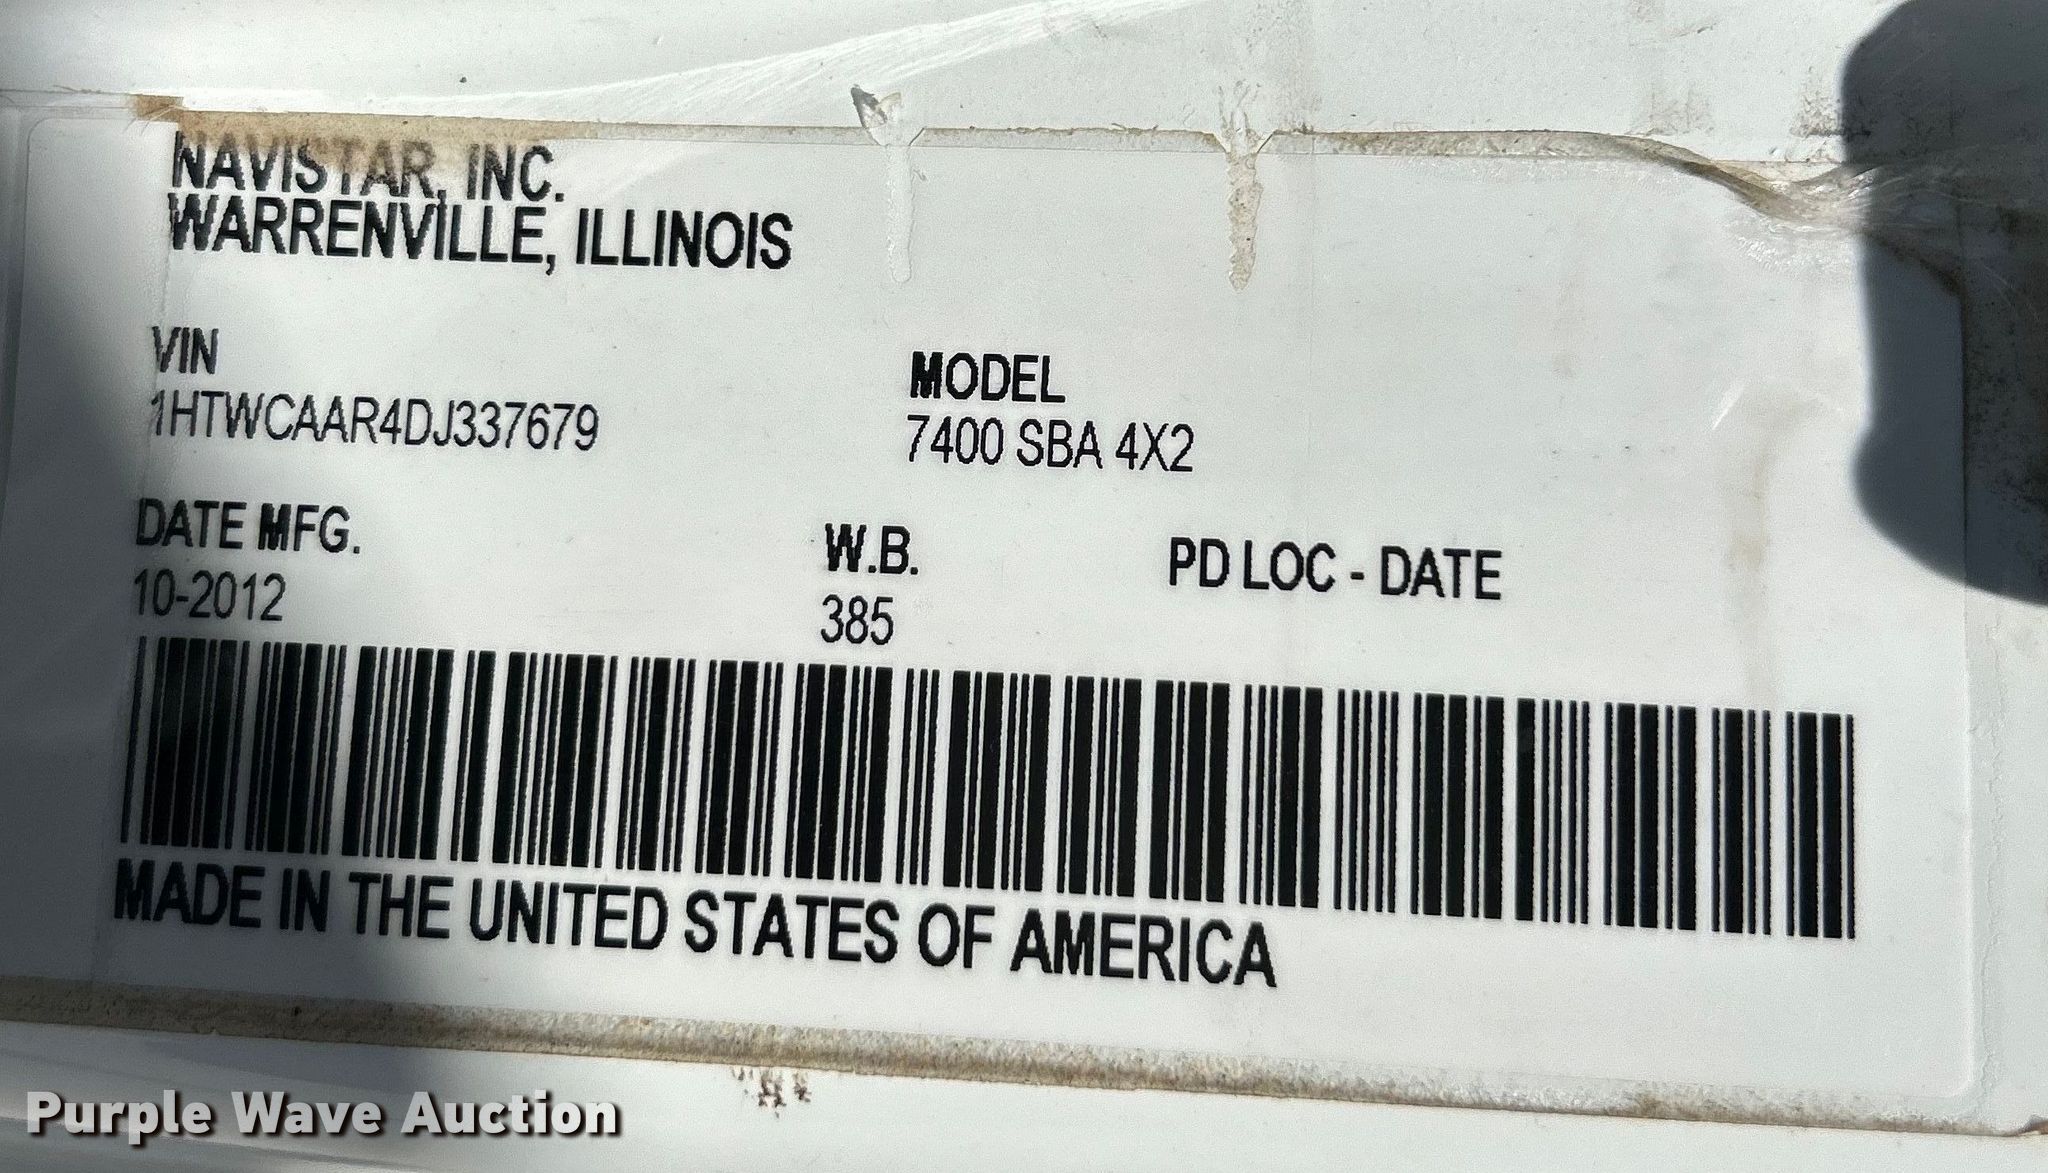 NAVISTAR, INC.
WARRENVILLE, ILLINOIS
VIN
1HTWCAAR4DJ337679
MODEL
7400 SBA 4X2
DATE MFG.
10-2012
W.B.
385
PD LOC - DATE
MADE IN THE UNITED STATES OF AMERICA
Purple Wave Auction